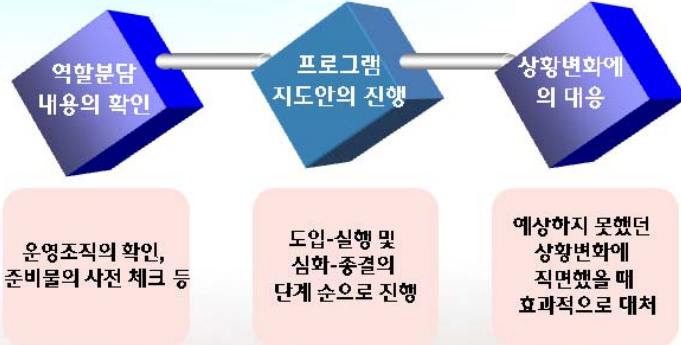 역할분담
내용의 확인
프로그램
지도안의 진행
상황변화에
의 대응
운영조직의 확인,
준비물의 사전 체크 등
도입-실행 및
심화-종결의
단계 순으로 진행
예상하지 못했던
상황변화에
직면했을 때
효과적으로 대처